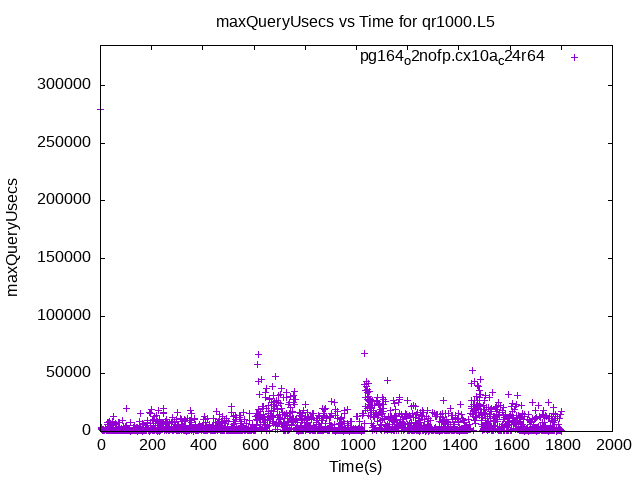 maxQueryUsecs vs Time for qr1000.L5
pg164o2nofp.cx10ac24r64
300000
250000
200000
150000
100000
50000
0
maxQueryUsecs
0 200 400 600 800 1000 1200 1400 1600 1800 2000
Time(s)